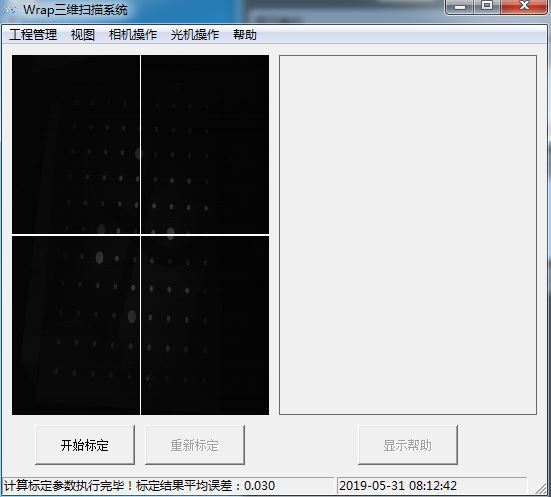 Wrap三维扫描系统
工程管理 视图 相机操作 光机操作 帮助
开始标定 重新标定 显示帮助
计算标定参数执行完毕！标定结果平均误差：0.030 2019-05-31 08:12:42